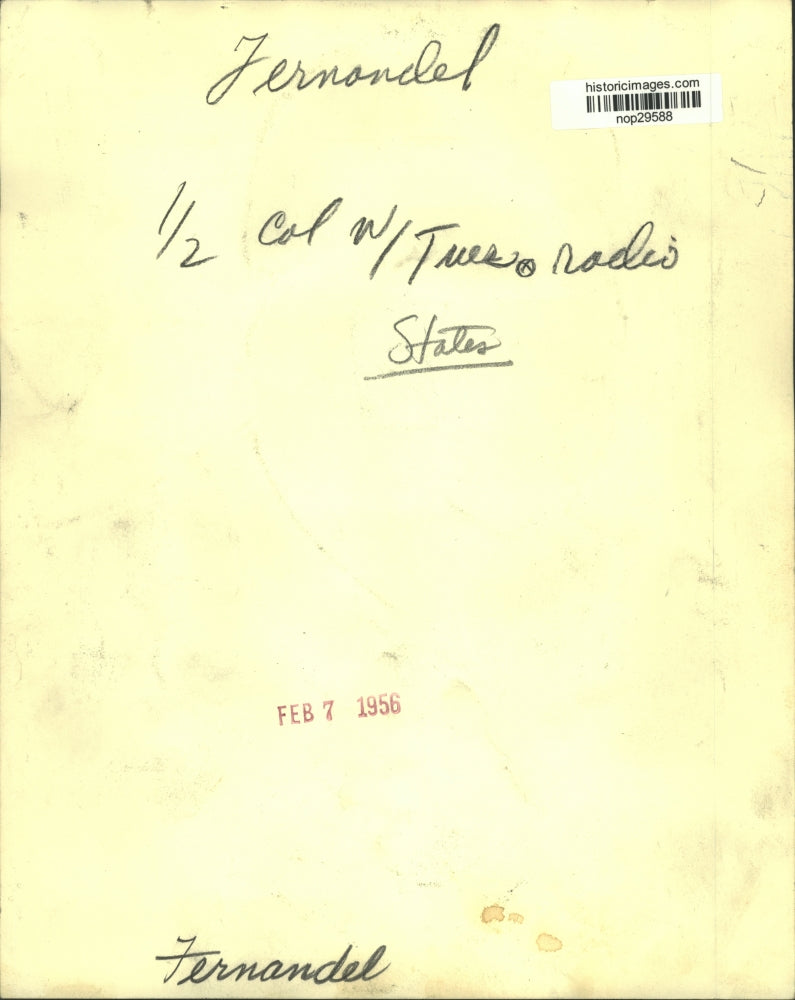 Fernandel
historicimages.com
nop29588
1/2 col w/ Tues. radio
States
FEB 7 1956
Fernandel